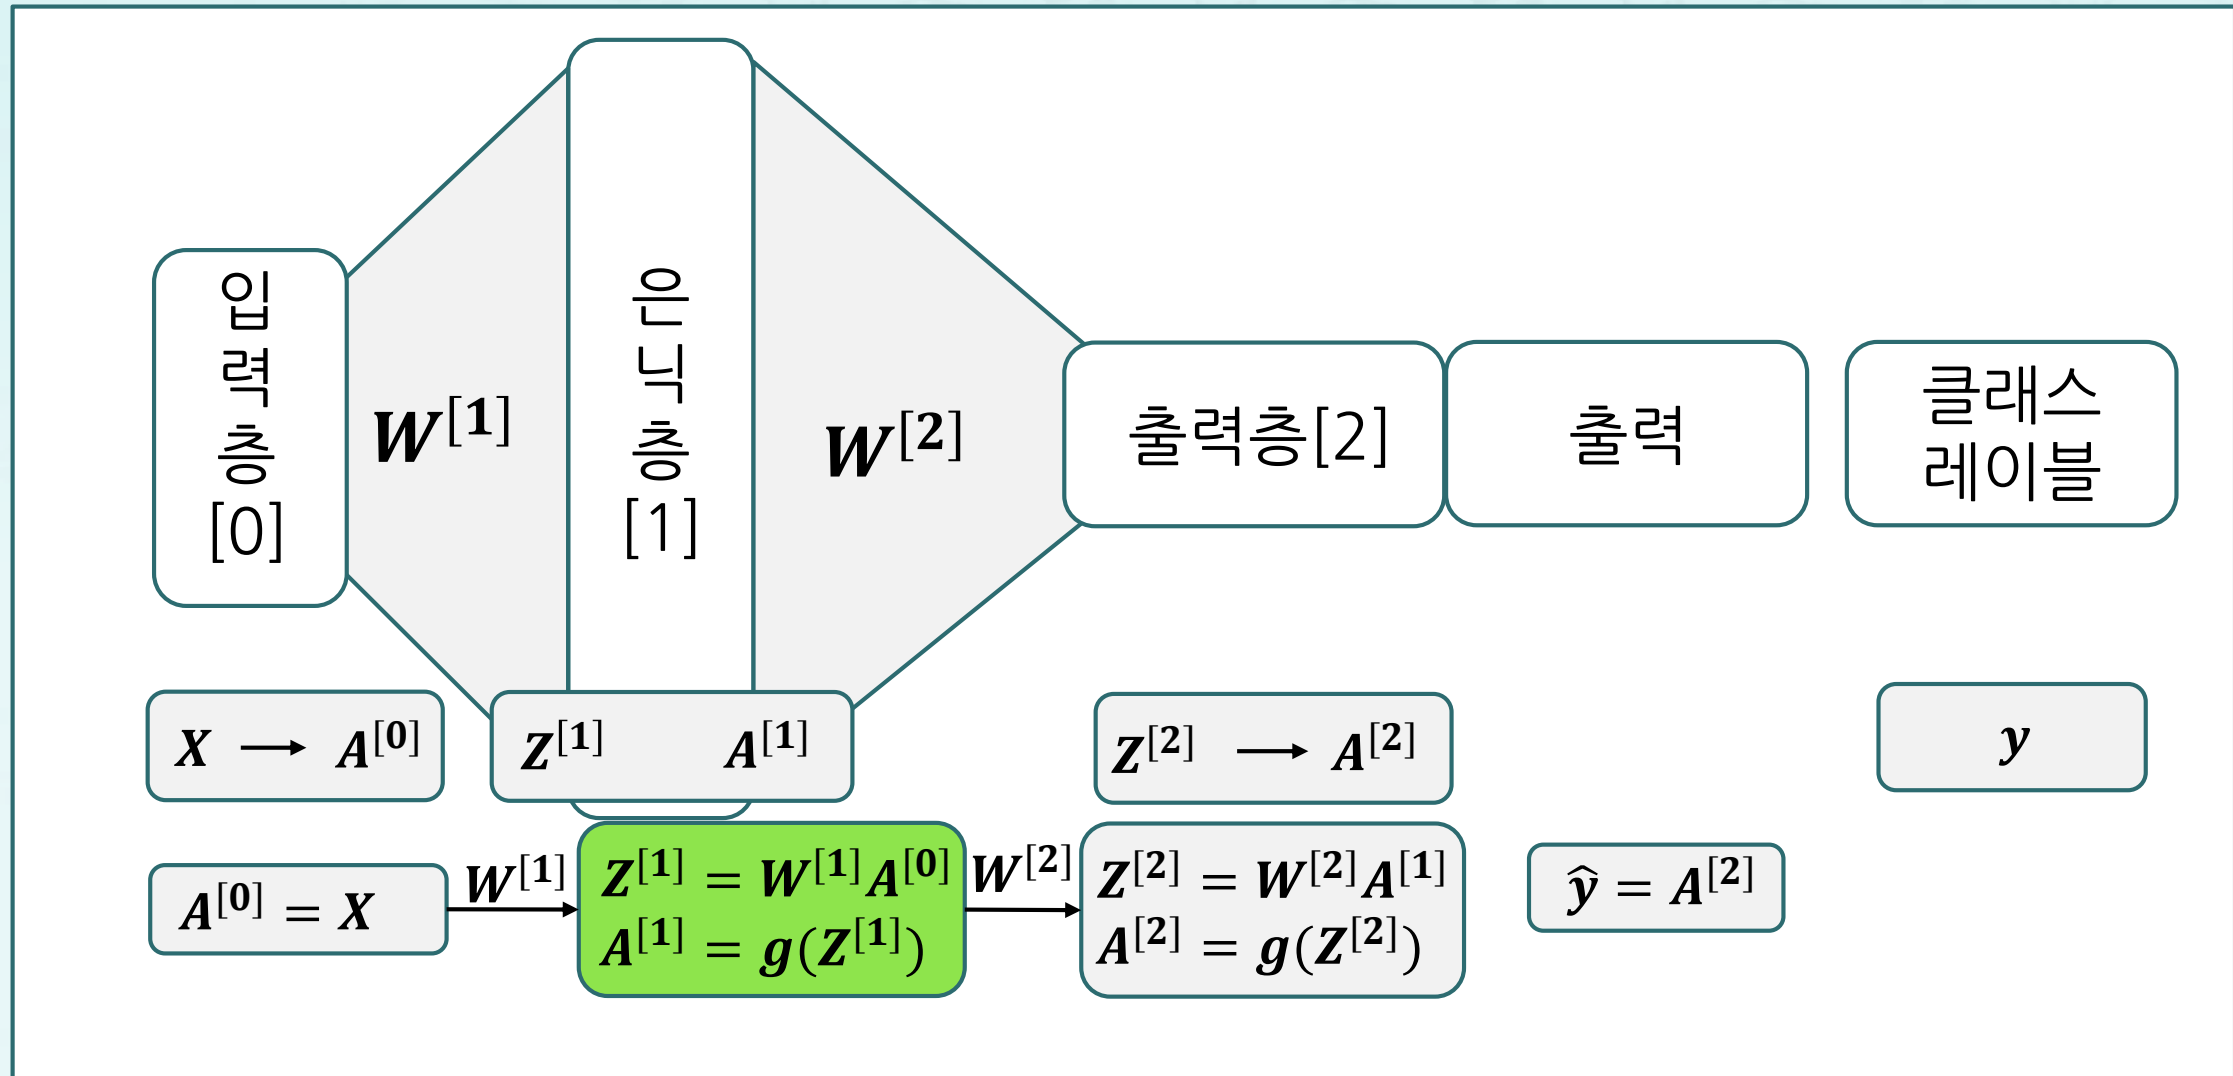 입
력
층
[0]
W^[1]
은
닉
층
[1]
W^[2]
출력층[2]
출력
클래스
레이블
X → A^[0]
Z^[1] A^[1]
Z^[2] → A^[2]
y
A^[0] = X
W^[1]
Z^[1] = W^[1]A^[0]
A^[1] = g(Z^[1])
W^[2]
Z^[2] = W^[2]A^[1]
A^[2] = g(Z^[2])
ŷ = A^[2]